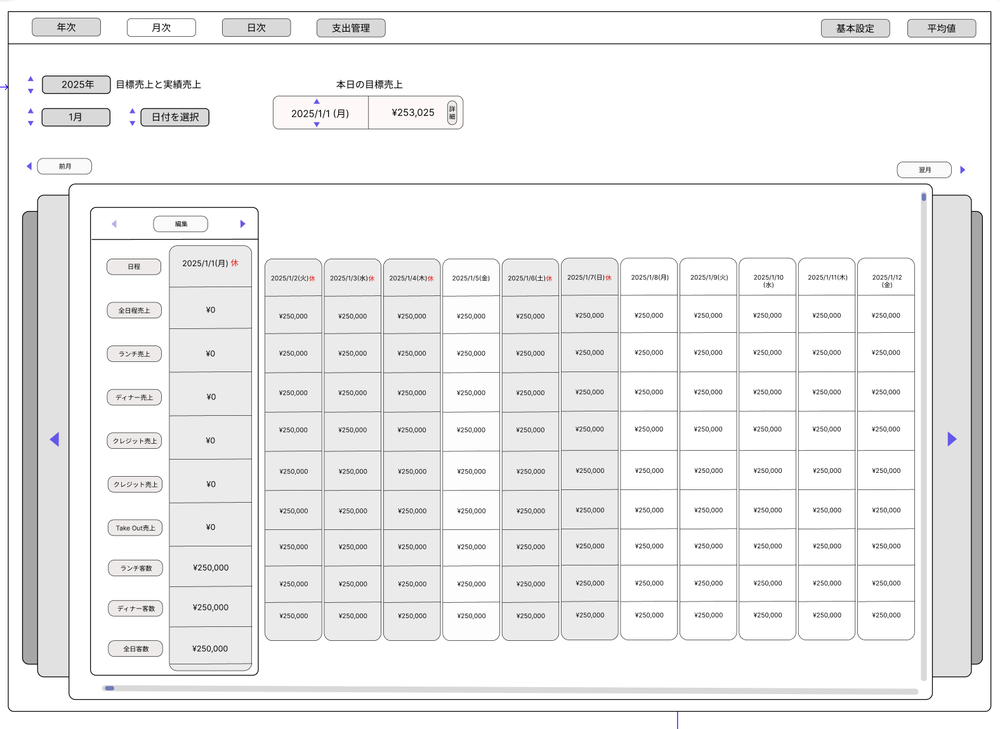 年次 月次 日次 支出管理 基本設定 平均値
2025年 目標売上と実績売上 本日の目標売上
1月 日付を選択 2025/1/1 (月) ¥253,025 詳細
前月 翌月
編集
日程 2025/1/1(月) 休 2025/1/2(火)休 2025/1/3(水)休 2025/1/4(木)休 2025/1/5(金) 2025/1/6(土)休 2025/1/7(日)休 2025/1/8(月) 2025/1/9(火) 2025/1/10 (水) 2025/1/11(木) 2025/1/12 (金)
全日程売上 ¥0 ¥250,000 ¥250,000 ¥250,000 ¥250,000 ¥250,000 ¥250,000 ¥250,000 ¥250,000 ¥250,000 ¥250,000 ¥250,000
ランチ売上 ¥0 ¥250,000 ¥250,000 ¥250,000 ¥250,000 ¥250,000 ¥250,000 ¥250,000 ¥250,000 ¥250,000 ¥250,000 ¥250,000
ディナー売上 ¥0 ¥250,000 ¥250,000 ¥250,000 ¥250,000 ¥250,000 ¥250,000 ¥250,000 ¥250,000 ¥250,000 ¥250,000 ¥250,000
クレジット売上 ¥0 ¥250,000 ¥250,000 ¥250,000 ¥250,000 ¥250,000 ¥250,000 ¥250,000 ¥250,000 ¥250,000 ¥250,000 ¥250,000
クレジット売上 ¥0 ¥250,000 ¥250,000 ¥250,000 ¥250,000 ¥250,000 ¥250,000 ¥250,000 ¥250,000 ¥250,000 ¥250,000 ¥250,000
Take Out売上 ¥0 ¥250,000 ¥250,000 ¥250,000 ¥250,000 ¥250,000 ¥250,000 ¥250,000 ¥250,000 ¥250,000 ¥250,000 ¥250,000
ランチ客数 ¥250,000 ¥250,000 ¥250,000 ¥250,000 ¥250,000 ¥250,000 ¥250,000 ¥250,000 ¥250,000 ¥250,000 ¥250,000 ¥250,000
ディナー客数 ¥250,000 ¥250,000 ¥250,000 ¥250,000 ¥250,000 ¥250,000 ¥250,000 ¥250,000 ¥250,000 ¥250,000 ¥250,000 ¥250,000
全日客数 ¥250,000 ¥250,000 ¥250,000 ¥250,000 ¥250,000 ¥250,000 ¥250,000 ¥250,000 ¥250,000 ¥250,000 ¥250,000 ¥250,000